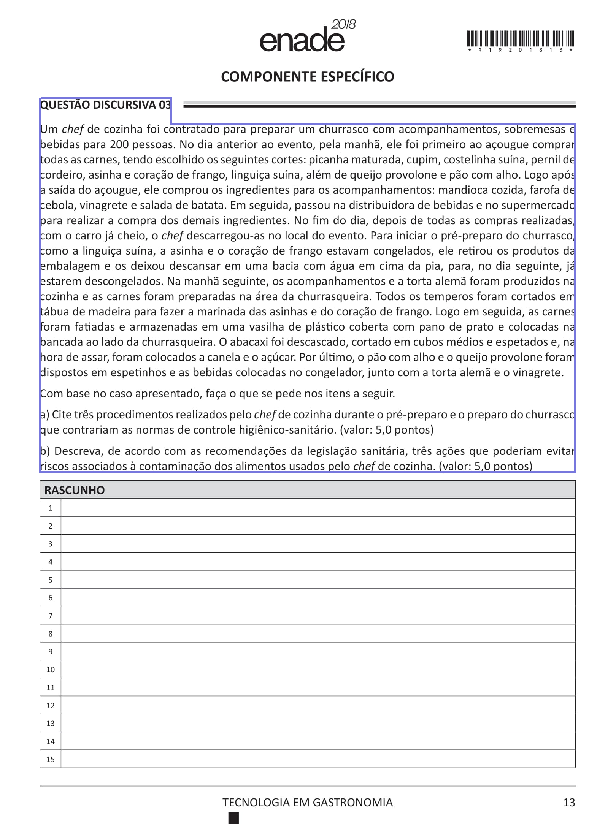 enade 2018
*919201813*
COMPONENTE ESPECÍFICO
QUESTÃO DISCURSIVA 03
Um chef de cozinha foi contratado para preparar um churrasco com acompanhamentos, sobremesas e
bebidas para 200 pessoas. No dia anterior ao evento, pela manhã, ele foi primeiro ao açougue comprar
todas as carnes, tendo escolhido os seguintes cortes: picanha maturada, cupim, costelinha suína, pernil de
cordeiro, asinha e coração de frango, linguiça suína, além de queijo provolone e pão com alho. Logo após
a saída do açougue, ele comprou os ingredientes para os acompanhamentos: mandioca cozida, farofa de
cebola, vinagrete e salada de batata. Em seguida, passou na distribuidora de bebidas e no supermercado
para realizar a compra dos demais ingredientes. No fim do dia, depois de todas as compras realizadas,
com o carro já cheio, o chef descarregou-as no local do evento. Para iniciar o pré-preparo do churrasco,
como a linguiça suína, a asinha e o coração de frango estavam congelados, ele retirou os produtos da
embalagem e os deixou descansar em uma bacia com água em cima da pia, para, no dia seguinte, já
estarem descongelados. Na manhã seguinte, os acompanhamentos e a torta alemã foram produzidos na
cozinha e as carnes foram preparadas na área da churrasqueira. Todos os temperos foram cortados em
tábua de madeira para fazer a marinada das asinhas e do coração de frango. Logo em seguida, as carnes
foram fatiadas e armazenadas em uma vasilha de plástico coberta com pano de prato e colocadas na
bancada ao lado da churrasqueira. O abacaxi foi descascado, cortado em cubos médios e espetados e, na
hora de assar, foram colocados a canela e o açúcar. Por último, o pão com alho e o queijo provolone foram
dispostos em espetinhos e as bebidas colocadas no congelador, junto com a torta alemã e o vinagrete.
Com base no caso apresentado, faça o que se pede nos itens a seguir.
a) Cite três procedimentos realizados pelo chef de cozinha durante o pré-preparo e o preparo do churrasco
que contrariam as normas de controle higiênico-sanitário. (valor: 5,0 pontos)
b) Descreva, de acordo com as recomendações da legislação sanitária, três ações que poderiam evitar
riscos associados à contaminação dos alimentos usados pelo chef de cozinha. (valor: 5,0 pontos)
RASCUNHO
1
2
3
4
5
6
7
8
9
10
11
12
13
14
15
TECNOLOGIA EM GASTRONOMIA 13